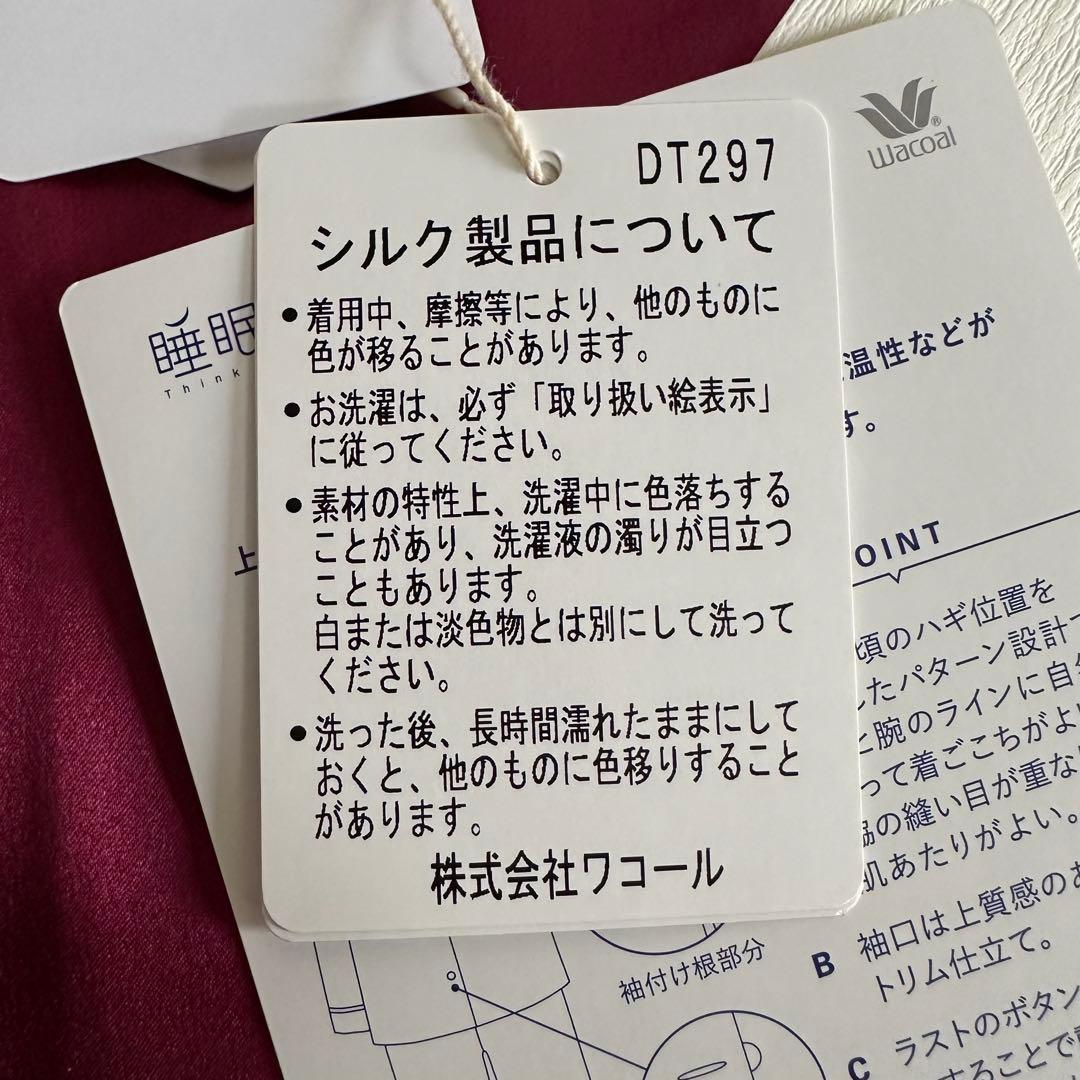 DT297
シルク製品について
●着用中、摩擦等により、他のものに
色が移ることがあります。
●お洗濯は、必ず「取り扱い絵表示」
に従ってください。
●素材の特性上、洗濯中に色落ちする
ことがあり、洗濯液の濁りが目立つ
こともあります。
白または淡色物とは別にして洗って
ください。
●洗った後、長時間濡れたままにして
おくと、他のものに色移りすること
があります。
株式会社ワコール
Wacoal
睡眠
Think
温性などが
す。
上
OINT
頃のハギ位置を
したパターン設計
と腕のラインに自
って着ごこちがよ
脇の縫い目が重な
肌あたりがよい。
袖付け根部分
B 袖口は上質感のあ
トリム仕立て。
C ラストのボタン
することで